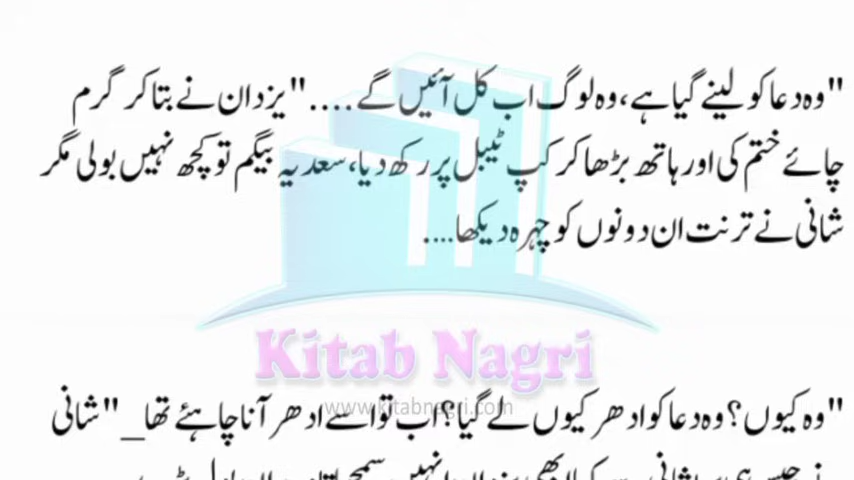 "وہ دعا کو لینے گیا ہے، وہ لوگ اب کل آئیں گے...." یزدان نے بتا کر گرم
چائے ختم کی اور ہاتھ بڑھا کر کپ ٹیبل پر رکھ دیا، سعدیہ بیگم تو کچھ نہیں بولی مگر
شانی نے ترنت ان دونوں کو چہرہ دیکھا....
Kitab Nagri
www.kitabnagri.com
"وہ کیوں؟ وہ دعا کو ادھر کیوں لے گیا؟ اب تو اسے ادھر آنا چاہئے تھا_" شانی